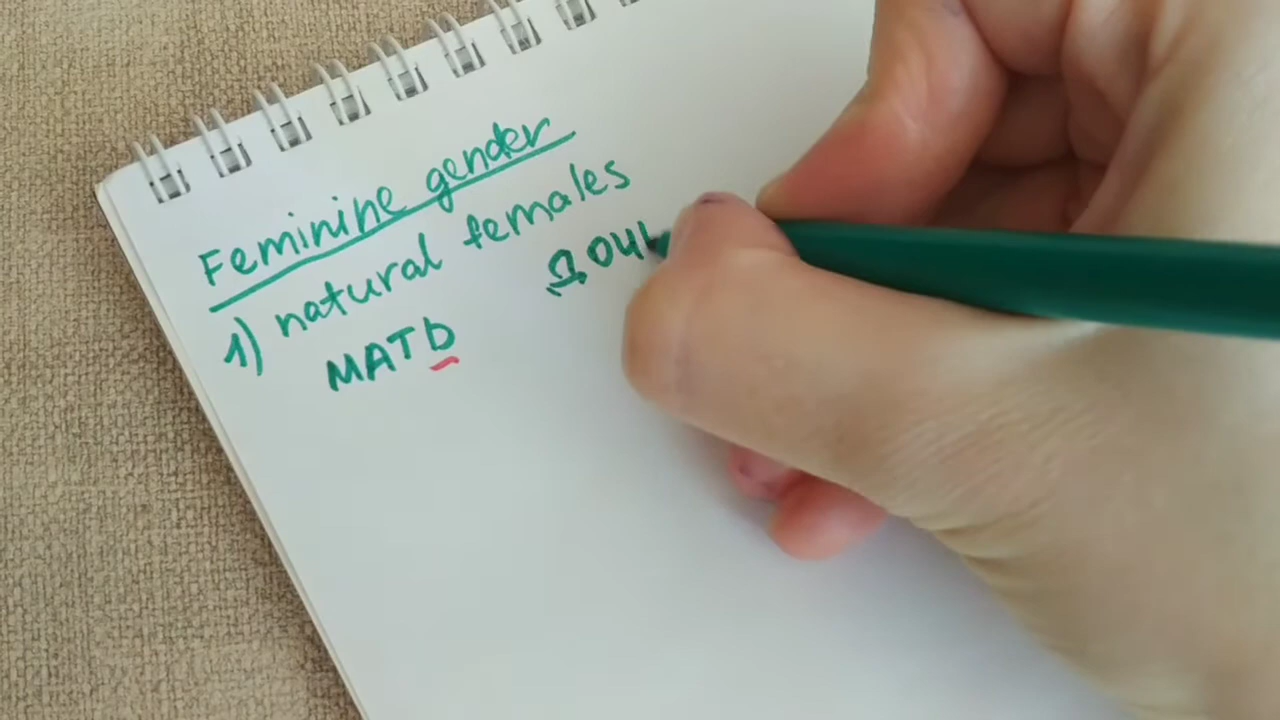 Feminine gender
1) natural females
МАТЬ